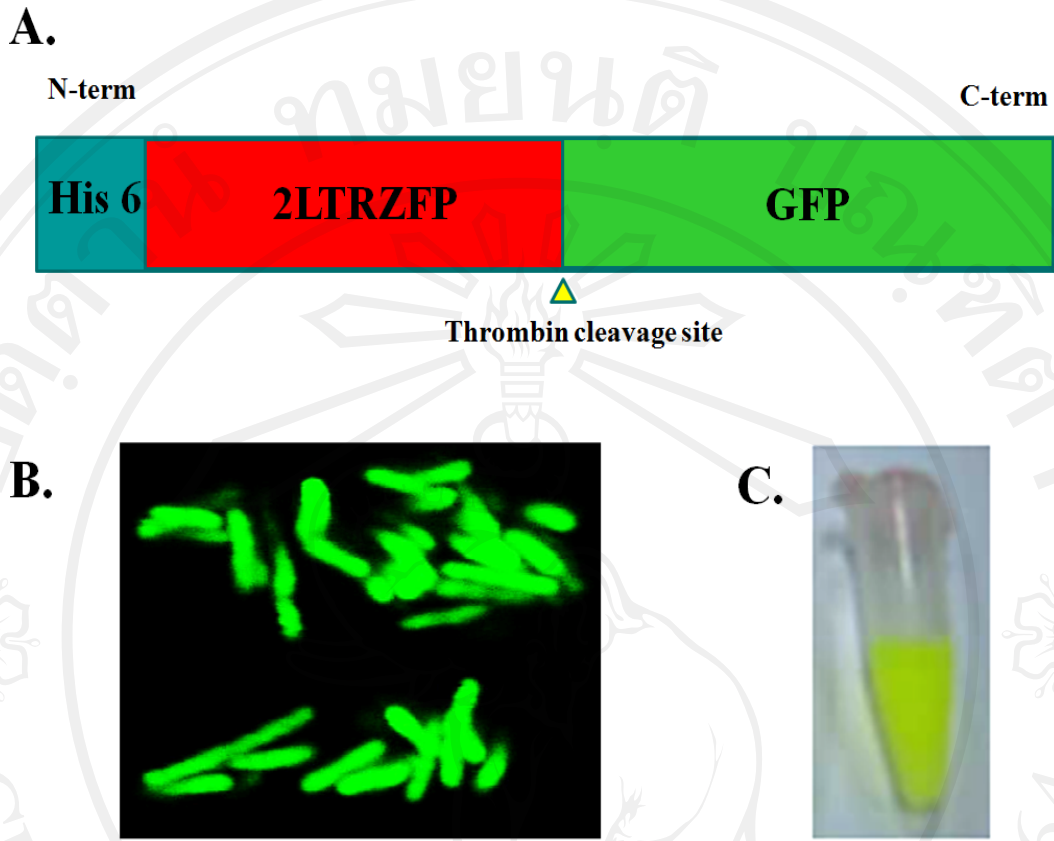 A.
N-term
C-term
His 6
2LTRZFP
GFP
Thrombin cleavage site
B.
C.